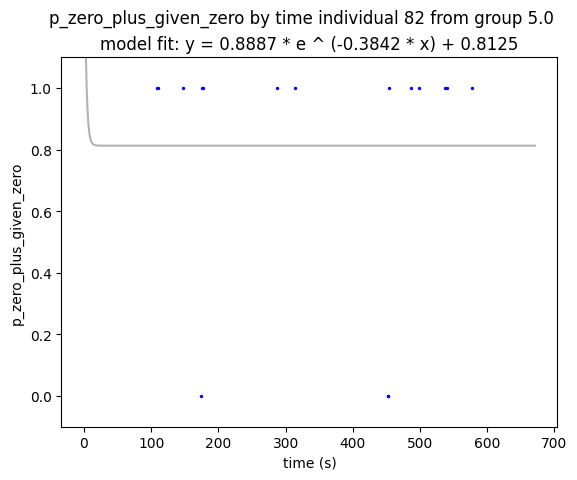 p_zero_plus_given_zero by time individual 82 from group 5.0
model fit: y = 0.8887 * e ^ (-0.3842 * x) + 0.8125
1.0
0.8
0.6
0.4
0.2
0.0
p_zero_plus_given_zero
0 100 200 300 400 500 600 700
time (s)